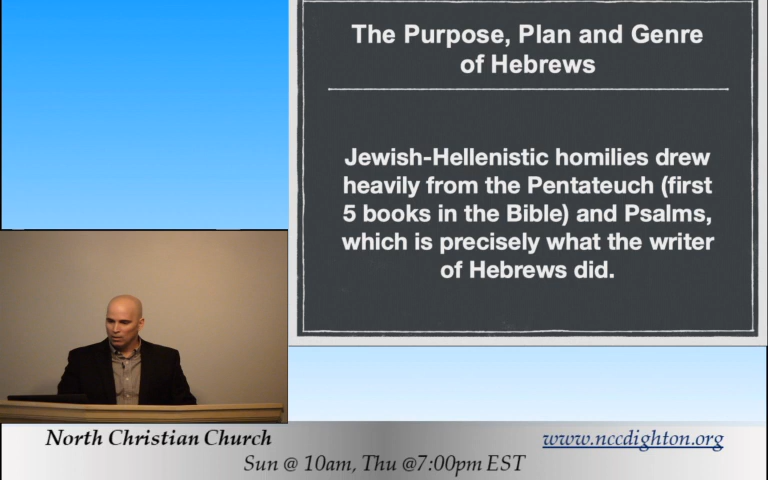 The Purpose, Plan and Genre
of Hebrews
Jewish-Hellenistic homilies drew
heavily from the Pentateuch (first
5 books in the Bible) and Psalms,
which is precisely what the writer
of Hebrews did.
North Christian Church
www.nccdighton.org
Sun @ 10am, Thu @7:00pm EST